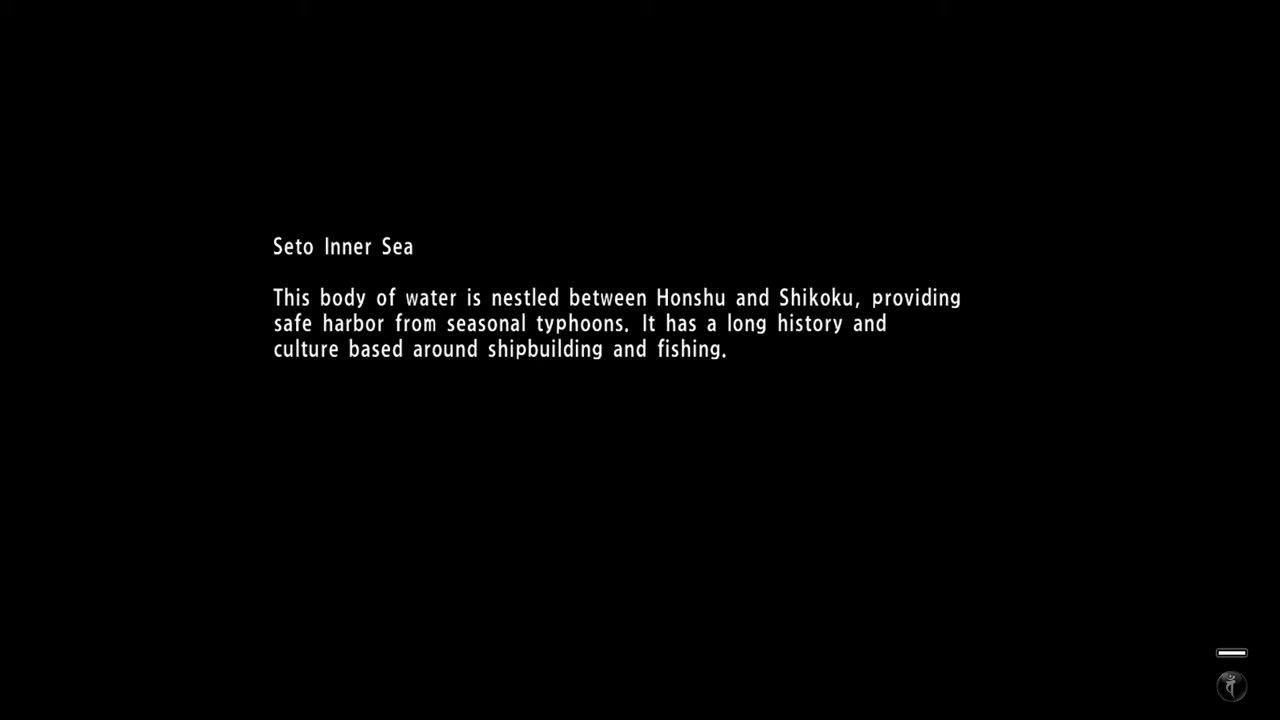 Seto Inner Sea
This body of water is nestled between Honshu and Shikoku, providing
safe harbor from seasonal typhoons. It has a long history and
culture based around shipbuilding and fishing.